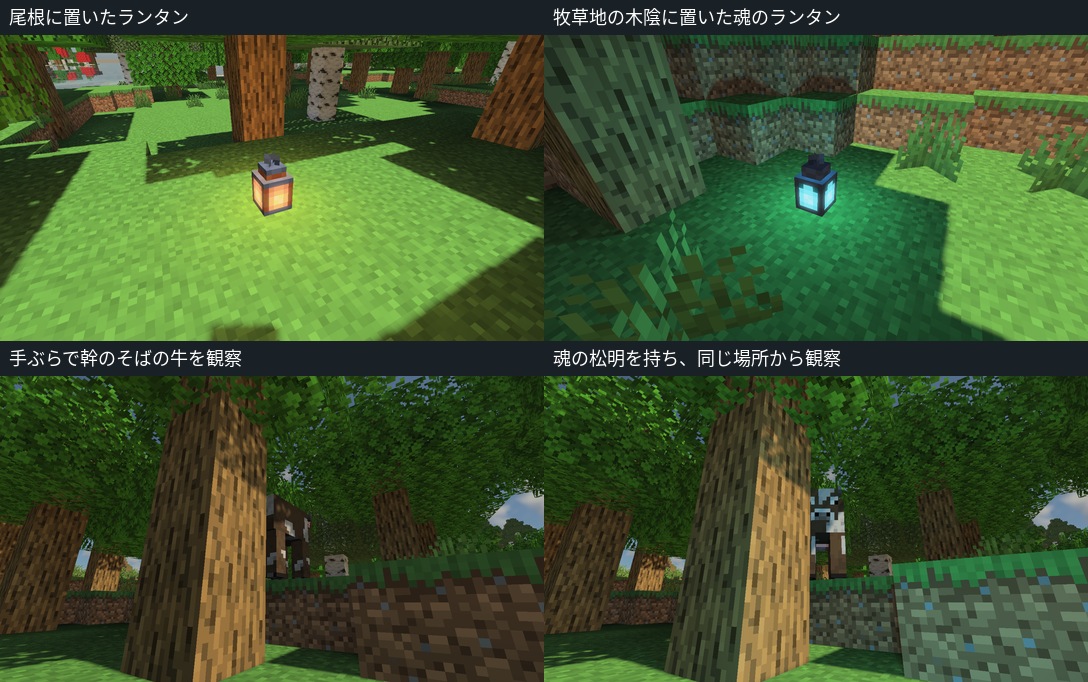 尾根に置いたランタン
牧草地の木陰に置いた魂のランタン
手ぶらで幹のそばの牛を観察
魂の松明を持ち、同じ場所から観察